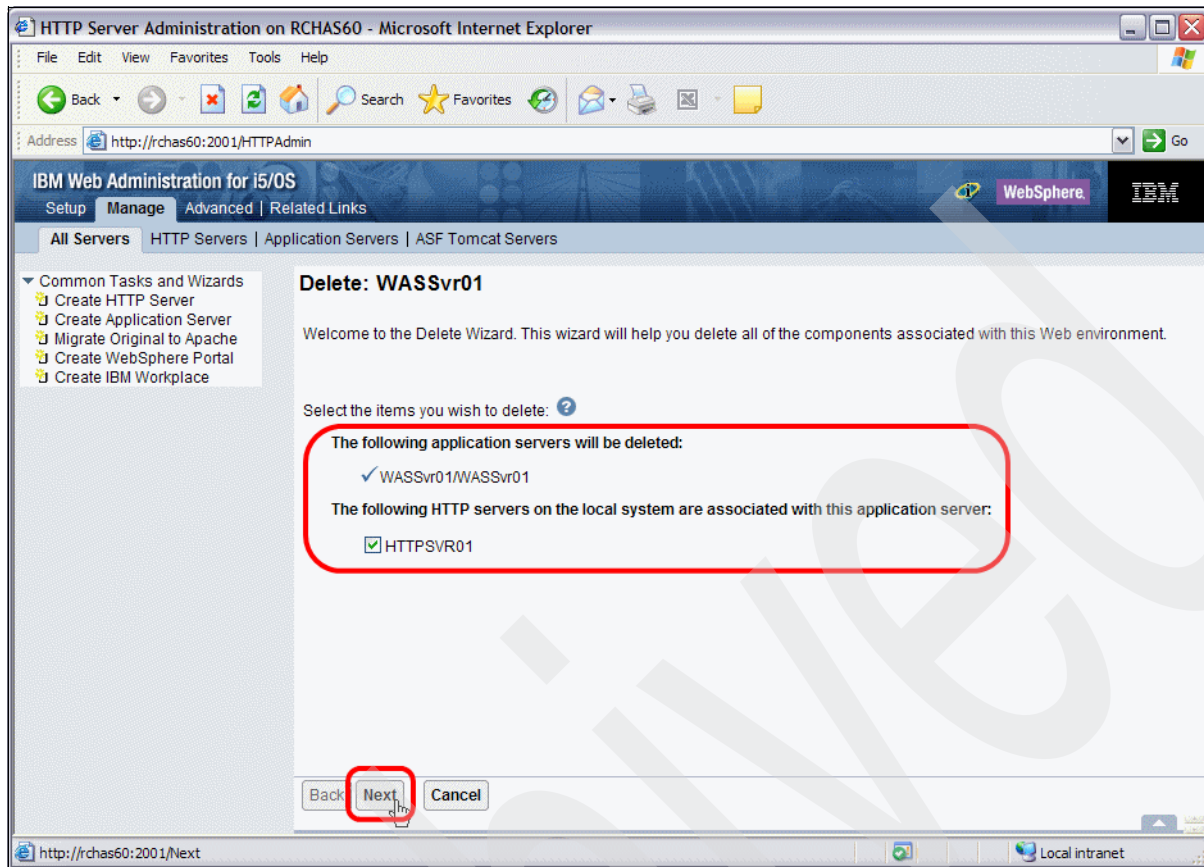 HTTP Server Administration on RCHAS60 - Microsoft Internet Explorer
File Edit View Favorites Tools Help
Back Search Favorites
Address http://rchas60:2001/HTTPAdmin Go
IBM Web Administration for i5/OS
WebSphere. IBM
Setup Manage Advanced | Related Links
All Servers HTTP Servers | Application Servers | ASF Tomcat Servers
Common Tasks and Wizards
Create HTTP Server
Create Application Server
Migrate Original to Apache
Create WebSphere Portal
Create IBM Workplace
Delete: WASSvr01
Welcome to the Delete Wizard. This wizard will help you delete all of the components associated with this Web environment.
Select the items you wish to delete: ?
The following application servers will be deleted:
WASSvr01/WASSvr01
The following HTTP servers on the local system are associated with this application server:
HTTPSVR01
Back Next Cancel
http://rchas60:2001/Next Local intranet